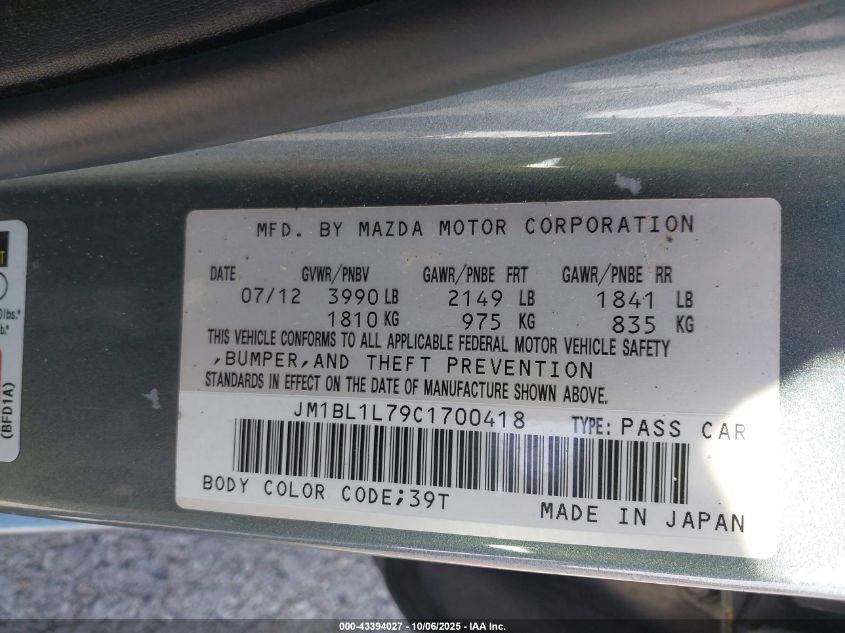 MFD. BY MAZDA MOTOR CORPORATION
DATE GVWR/PNBV GAWR/PNBE FRT GAWR/PNBE RR
07/12 3990 LB 2149 LB 1841 LB
1810 KG 975 KG 835 KG
THIS VEHICLE CONFORMS TO ALL APPLICABLE FEDERAL MOTOR VEHICLE SAFETY
,BUMPER,AND THEFT PREVENTION
STANDARDS IN EFFECT ON THE DATE OF MANUFACTURE SHOWN ABOVE.
JM1BL1L79C1700418 TYPE: PASS CAR
BODY COLOR CODE;39T
MADE IN JAPAN
(BFD1A)
000-43394027 - 10/06/2025 - IAA Inc.